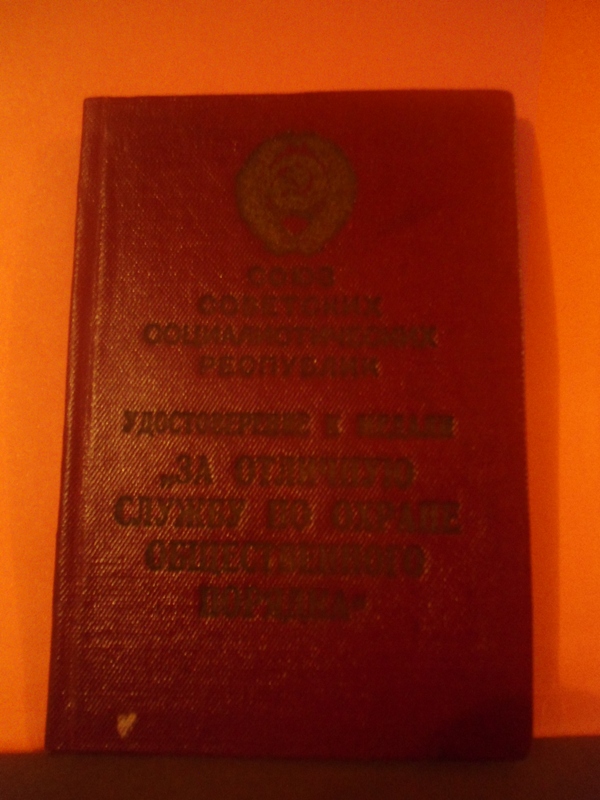 СОЮЗ
СОВЕТСКИХ
СОЦИАЛИСТИЧЕСКИХ
РЕСПУБЛИК
УДОСТОВЕРЕНИЕ К МЕДАЛИ
„ЗА ОТЛИЧНУЮ
СЛУЖБУ ПО ОХРАНЕ
ОБЩЕСТВЕННОГО
ПОРЯДКА“